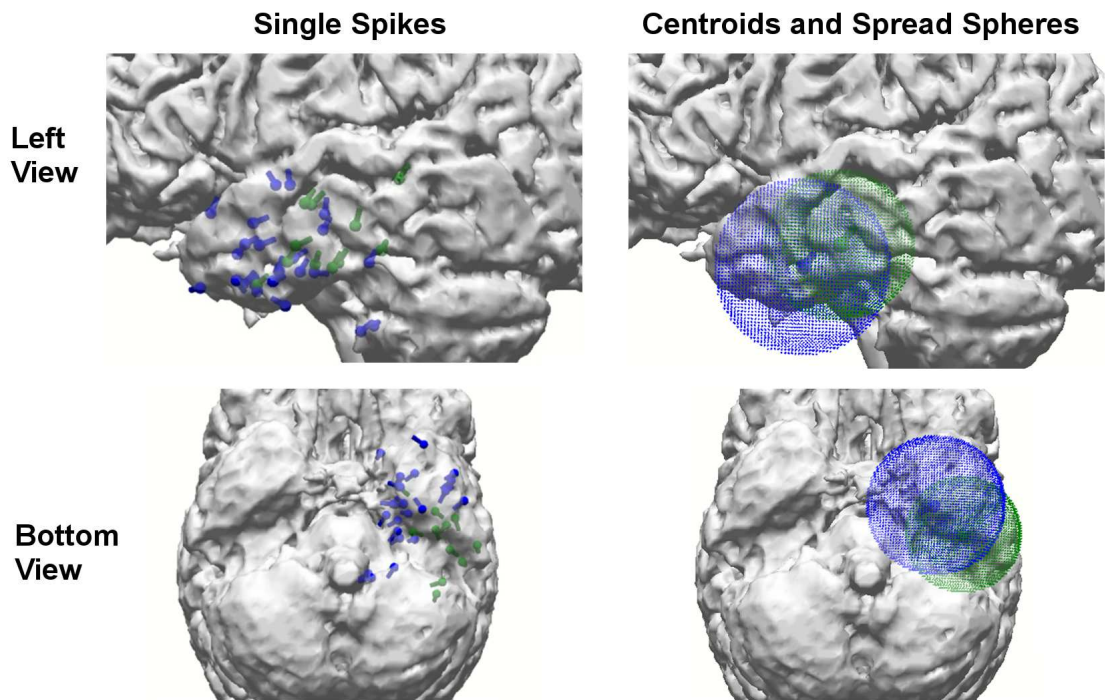 Single Spikes
Centroids and Spread Spheres
Left
View
Bottom
View